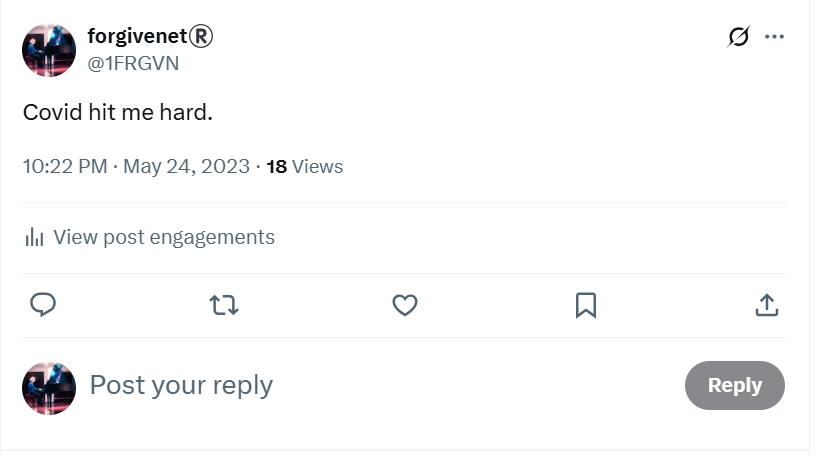 forgivenet®
@1FRGVN
Covid hit me hard.
10:22 PM · May 24, 2023 · 18 Views
View post engagements
Post your reply
Reply